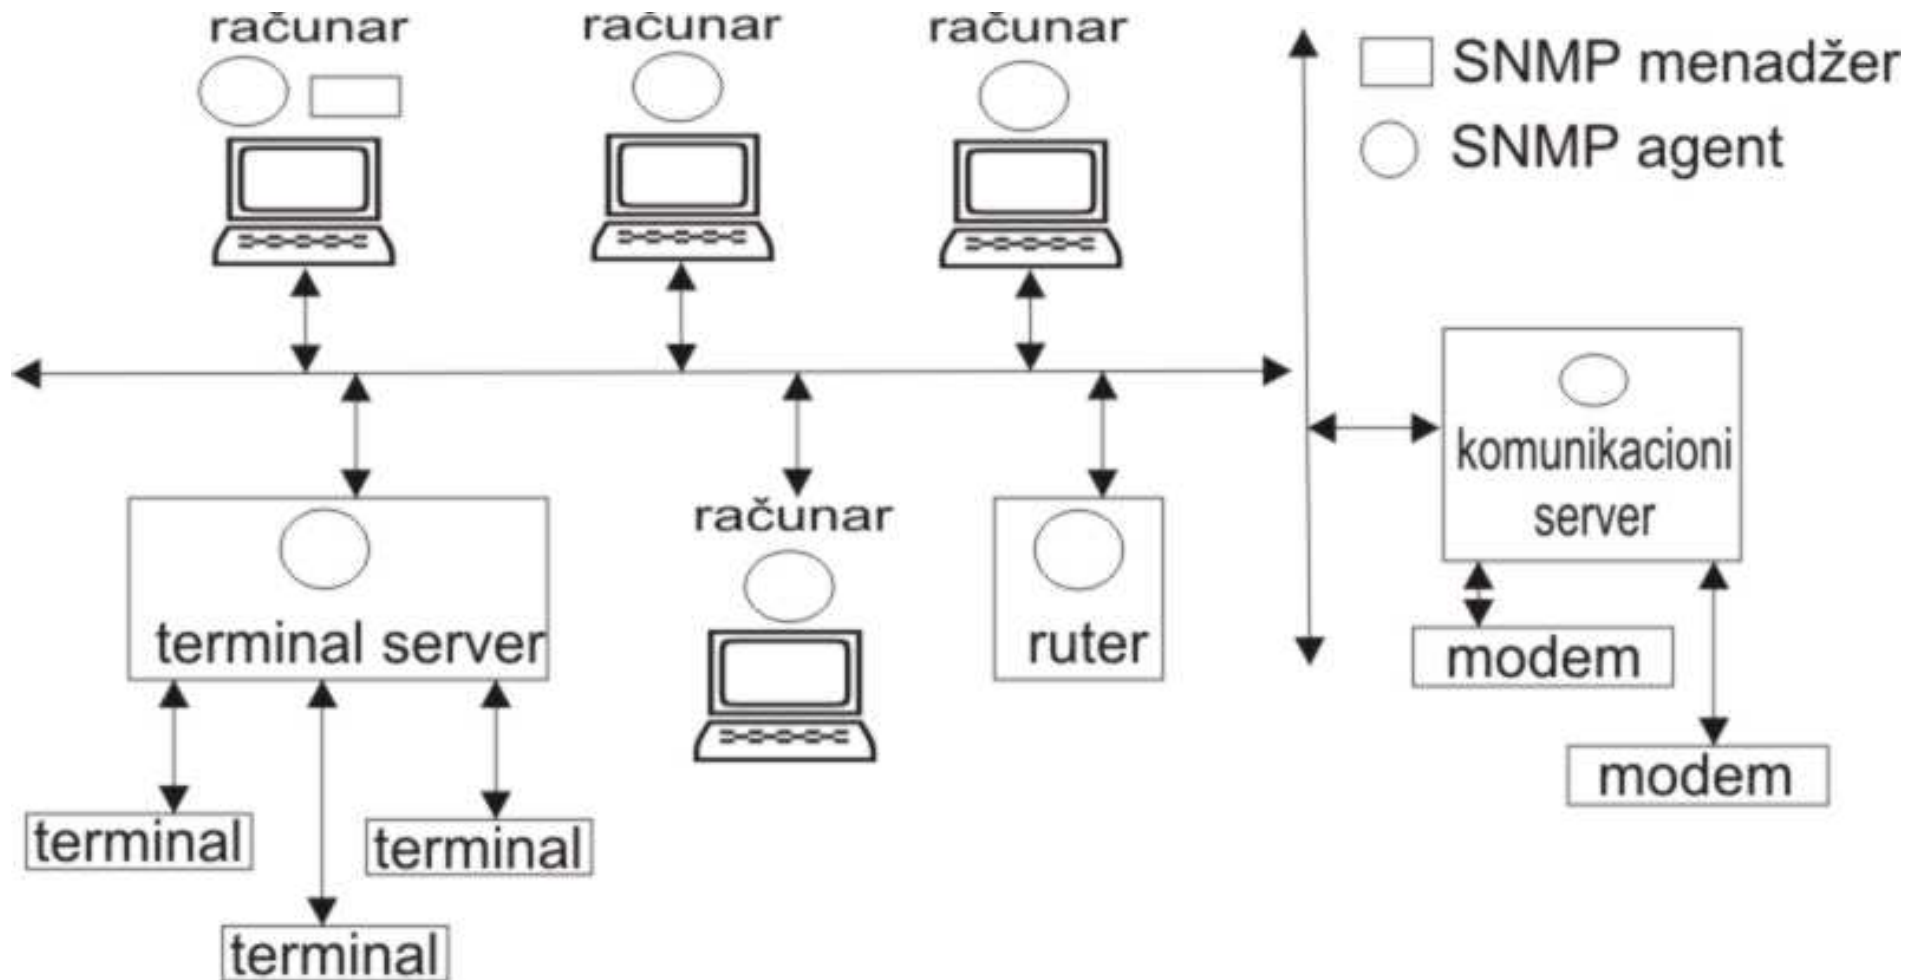 računar
računar
računar
SNMP menadžer
SNMP agent
komunikacioni
server
računar
terminal server
ruter
modem
modem
terminal
terminal
terminal